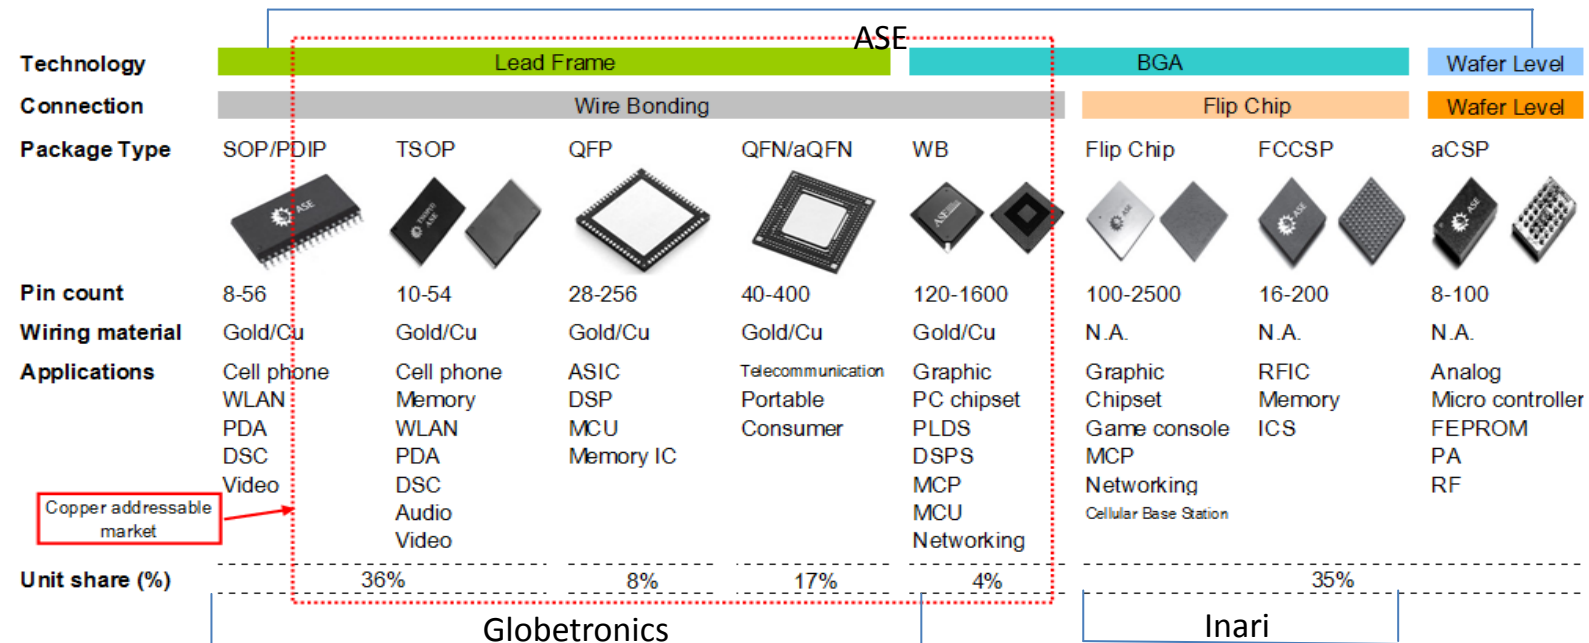 ASE
Technology Lead Frame BGA Wafer Level
Connection Wire Bonding Flip Chip Wafer Level
Package Type SOP/PDIP TSOP QFP QFN/aQFN WB Flip Chip FCCSP aCSP
ASE ASE ASE ASE ASE
Pin count 8-56 10-54 28-256 40-400 120-1600 100-2500 16-200 8-100
Wiring material Gold/Cu Gold/Cu Gold/Cu Gold/Cu Gold/Cu N.A. N.A. N.A.
Applications Cell phone Cell phone ASIC Telecommunication Graphic Graphic RFIC Analog
WLAN Memory DSP Portable PC chipset Chipset Memory Micro controller
PDA WLAN MCU Consumer PLDS Game console ICS FEPROM
DSC PDA Memory IC DSPS MCP PA
Video DSC MCP Networking RF
Copper addressable
market
Audio MCU Cellular Base Station
Video Networking
Unit share (%) 36% 8% 17% 4% 35%
Globetronics Inari